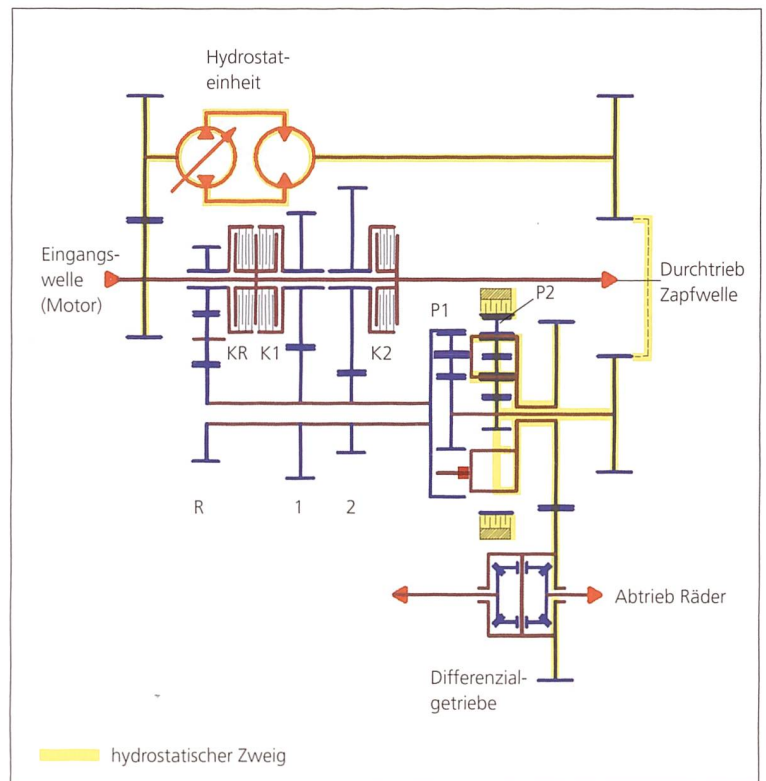 Hydrostat-
einheit
Eingangs-
welle
(Motor)
Durchtrieb
Zapfwelle
P2
P1
KR
K1
K2
R
1
2
Abtrieb Räder
Differenzial-
getriebe
hydrostatischer Zweig